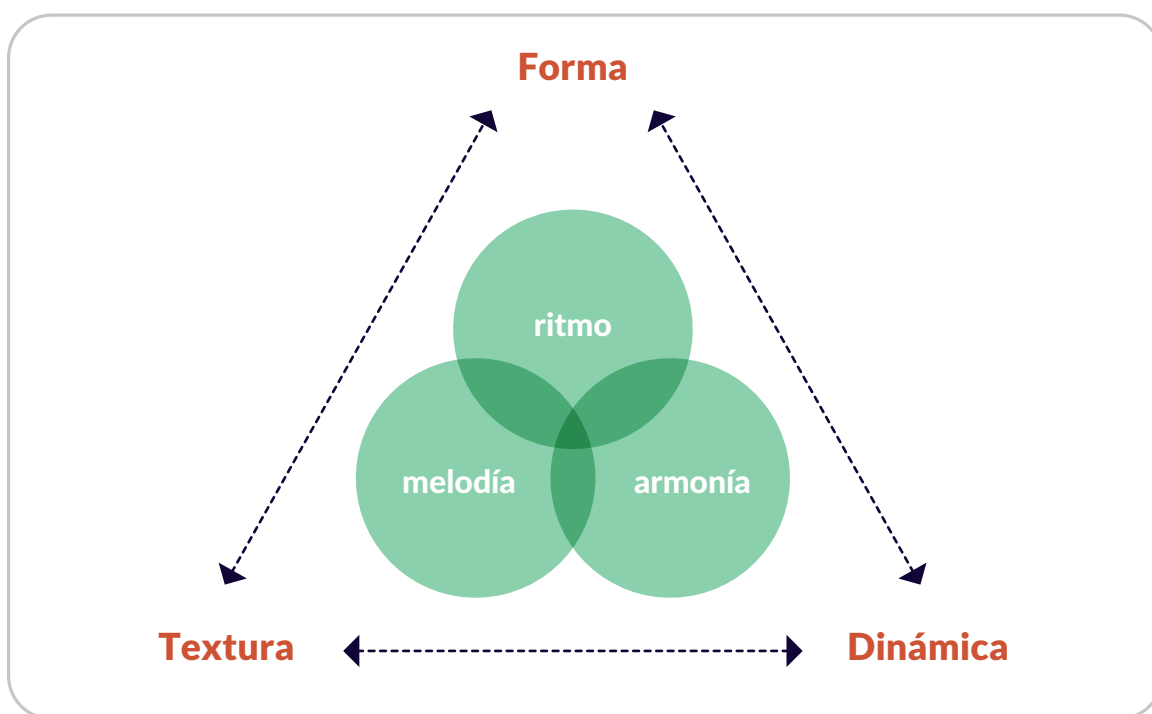 Forma
ritmo
melodía
armonía
Textura
Dinámica